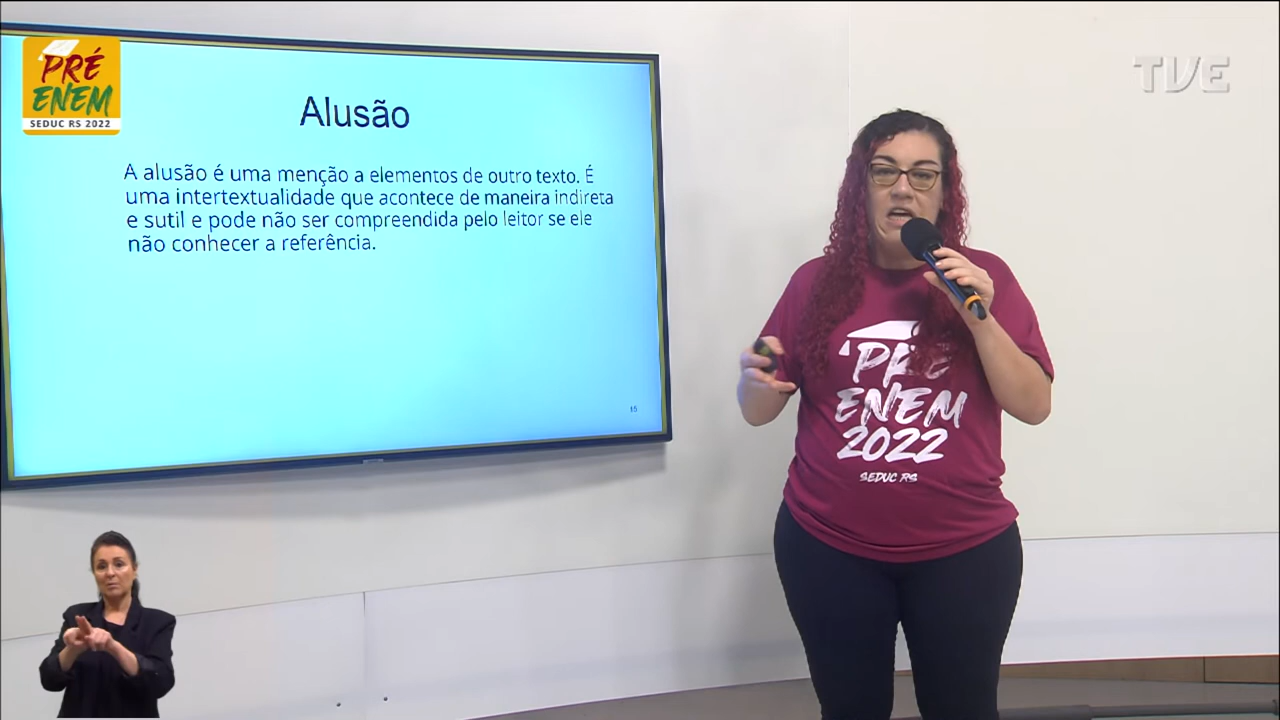 PRÉ
ENEM
SEDUC RS 2022
TVE
Alusão
A alusão é uma menção a elementos de outro texto. É
uma intertextualidade que acontece de maneira indireta
e sutil e pode não ser compreendida pelo leitor se ele
não conhecer a referência.
15
PRÉ
ENEM
2022
SEDUC RS